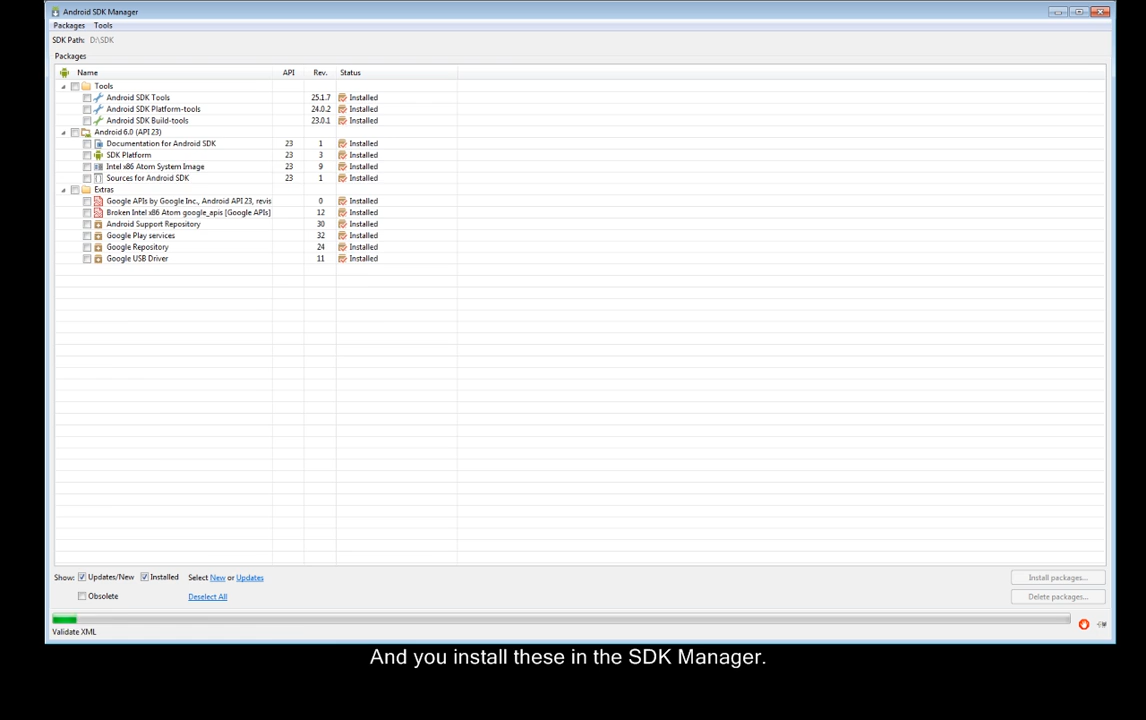 Android SDK Manager
Packages Tools
SDK Path: D:\SDK
Packages
Name API Rev. Status
Tools
Android SDK Tools 25.1.7 Installed
Android SDK Platform-tools 24.0.2 Installed
Android SDK Build-tools 23.0.1 Installed
Android 6.0 (API 23)
Documentation for Android SDK 23 1 Installed
SDK Platform 23 3 Installed
Intel x86 Atom System Image 23 9 Installed
Sources for Android SDK 23 1 Installed
Extras
Google APIs by Google Inc., Android API 23, revis 0 Installed
Broken Intel x86 Atom google_apis [Google APIs] 12 Installed
Android Support Repository 30 Installed
Google Play services 32 Installed
Google Repository 24 Installed
Google USB Driver 11 Installed
Show: Updates/New Installed Select New or Updates Install packages...
Obsolete Deselect All Delete packages...
Validate XML
And you install these in the SDK Manager.